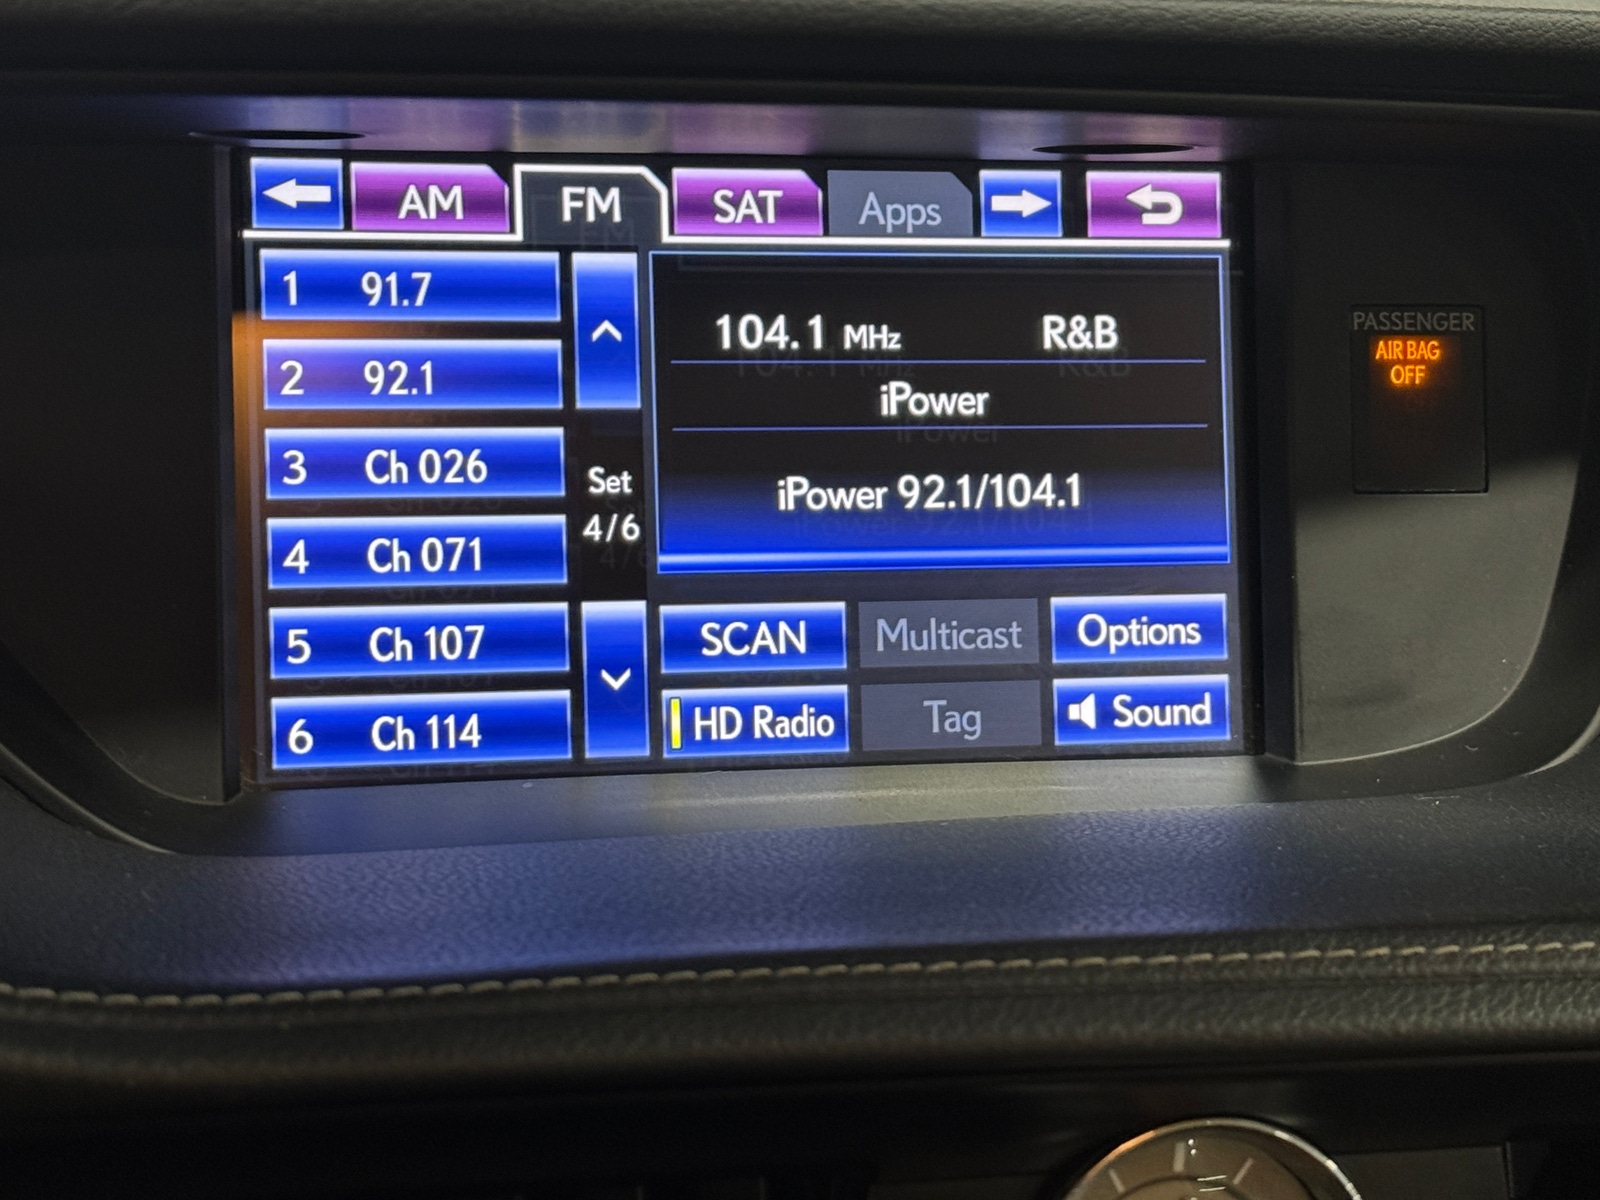 AM
FM
SAT
Apps
1 91.7
2 92.1
3 Ch 026
4 Ch 071
5 Ch 107
6 Ch 114
Set
4/6
104.1 MHz R&B
iPower
iPower 92.1/104.1
SCAN
Multicast
Options
HD Radio
Tag
Sound
PASSENGER
AIR BAG
OFF